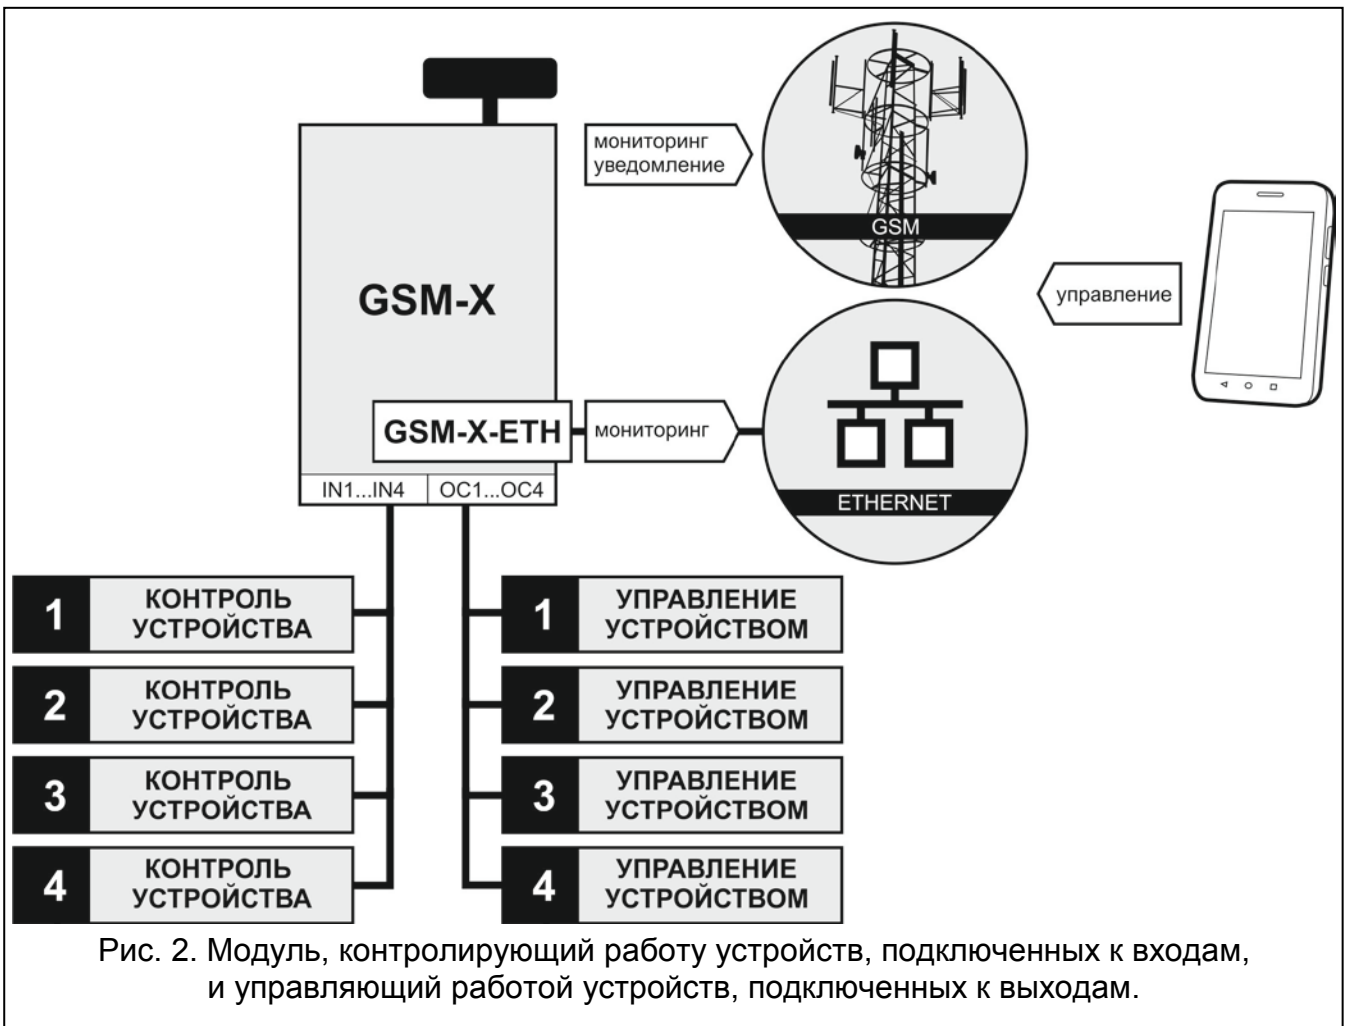 мониторинг
уведомление
GSM
GSM-X
управление
GSM-X-ETH
мониторинг
IN1...IN4
OC1...OC4
ETHERNET
1
КОНТРОЛЬ
УСТРОЙСТВА
1
УПРАВЛЕНИЕ
УСТРОЙСТВОМ
2
КОНТРОЛЬ
УСТРОЙСТВА
2
УПРАВЛЕНИЕ
УСТРОЙСТВОМ
3
КОНТРОЛЬ
УСТРОЙСТВА
3
УПРАВЛЕНИЕ
УСТРОЙСТВОМ
4
КОНТРОЛЬ
УСТРОЙСТВА
4
УПРАВЛЕНИЕ
УСТРОЙСТВОМ
Рис. 2. Модуль, контролирующий работу устройств, подключенных к входам,
и управляющий работой устройств, подключенных к выходам.